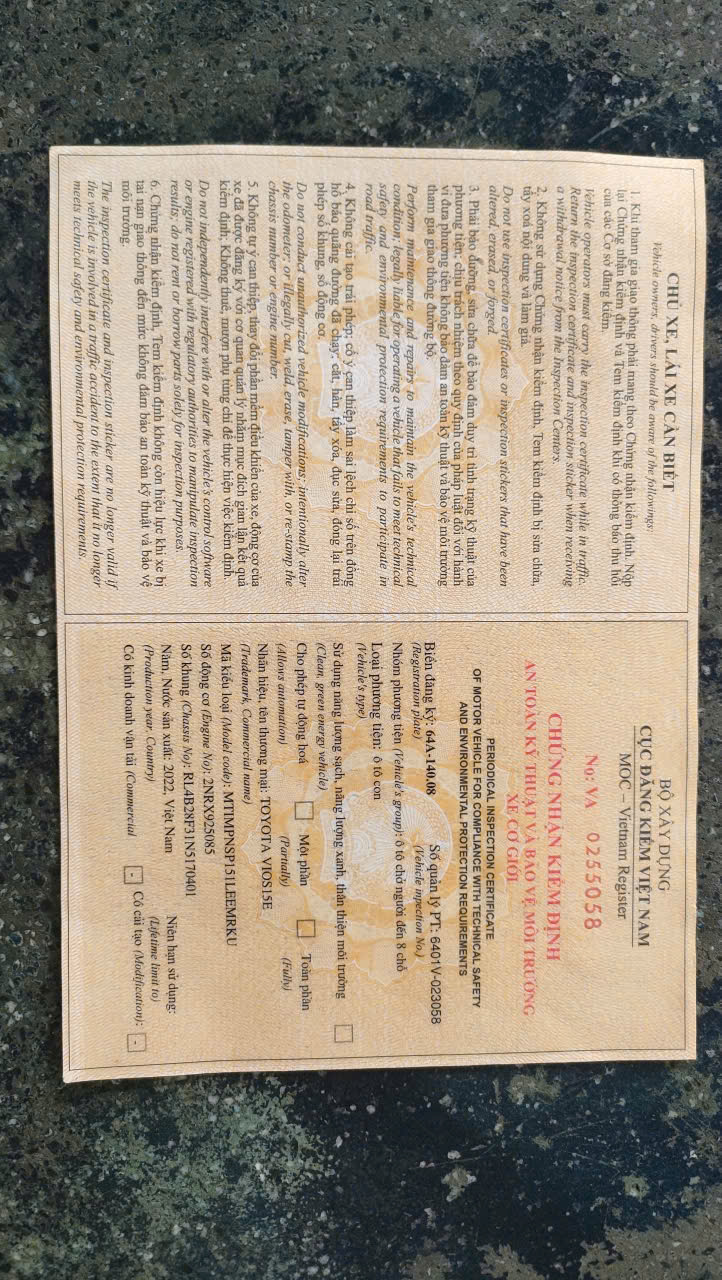 CHỦ XE, LÁI XE CẦN BIẾT
Vehicle owners, drivers should be aware of the followings:
1. Khi tham gia giao thông phải mang theo Chứng nhận kiểm định. Nộp
lại Chứng nhận kiểm định và Tem kiểm định khi có thông báo thu hồi
của các Cơ sở đăng kiểm.
Vehicle operators must carry the inspection certificate while in traffic.
Return the inspection certificate and inspection sticker when receiving
a withdrawal notice from the Inspection Centers.
2. Không sử dụng Chứng nhận kiểm định, Tem kiểm định bị sửa chữa,
tẩy xoá nội dung và làm giả.
Do not use inspection certificates or inspection stickers that have been
altered, erased, or forged.
3. Phải bảo dưỡng, sửa chữa để bảo đảm duy trì tình trạng kỹ thuật của
phương tiện; chịu trách nhiệm theo quy định của pháp luật đối với hành
vi đưa phương tiện không bảo đảm an toàn kỹ thuật và bảo vệ môi trường
tham gia giao thông đường bộ.
Perform maintenance and repairs to maintain the vehicle's technical
condition; legally liable for operating a vehicle that fails to meet technical
safety and environmental protection requirements to participate in
road traffic.
4. Không cải tạo trái phép; cố ý can thiệp làm sai lệch chỉ số trên đồng
hồ báo quãng đường đã chạy; cắt, hàn, tẩy xóa, đục sửa, đóng lại trái
phép số khung, số động cơ.
Do not conduct unauthorized vehicle modifications; intentionally alter
the odometer; or illegally cut, weld, erase, tamper with, or re-stamp the
chassis number or engine number.
5. Không tự ý can thiệp, thay đổi phần mềm điều khiển của xe, động cơ của
xe đã được đăng ký với cơ quan quản lý nhằm mục đích gian lận kết quả
kiểm định. Không thuê, mượn phụ tùng chỉ để thực hiện việc kiểm định.
Do not independently interfere with or alter the vehicle's control software
or engine registered with regulatory authorities to manipulate inspection
results; do not rent or borrow parts solely for inspection purposes.
6. Chứng nhận kiểm định, Tem kiểm định không còn hiệu lực khi xe bị
tai nạn giao thông đến mức không đảm bảo an toàn kỹ thuật và bảo vệ
môi trường.
The inspection certificate and inspection sticker are no longer valid if
the vehicle is involved in a traffic accident to the extent that it no longer
meets technical safety and environmental protection requirements.
BỘ XÂY DỰNG
CỤC ĐĂNG KIỂM VIỆT NAM
MOC – Vietnam Register
No: VA 0255058
CHỨNG NHẬN KIỂM ĐỊNH
AN TOÀN KỸ THUẬT VÀ BẢO VỆ MÔI TRƯỜNG
XE CƠ GIỚI
PERIODICAL INSPECTION CERTIFICATE
OF MOTOR VEHICLE FOR COMPLIANCE WITH TECHNICAL SAFETY
AND ENVIRONMENTAL PROTECTION REQUIREMENTS
Biển đăng ký: 64A-140.08 Số quản lý PT: 6401V-023058
(Registration plate) (Vehicle inpection No.)
Nhóm phương tiện (Vehicle's group): ô tô chở người đến 8 chỗ
Loại phương tiện: ô tô con
(Vehicle's type)
Sử dụng năng lượng sạch, năng lượng xanh, thân thiện môi trường
(Clean, green energy vehicle)
Cho phép tự động hoá Một phần Toàn phần
(Allows automation) (Partially) (Fully)
Nhãn hiệu, tên thương mại: TOYOTA VIOS15E
(Trademark, Commercial name)
Mã kiểu loại (Model code): MTIMPNSP151LEEMRKU
Số động cơ (Engine No): 2NRX925085
Số khung (Chassis No): RL4B28F31N5170401
Năm, Nước sản xuất: 2022, Việt Nam Niên hạn sử dụng:
(Production year, Country) (Lifetime limit to)
Có kinh doanh vận tải (Commercial - Có cải tạo (Modification): -